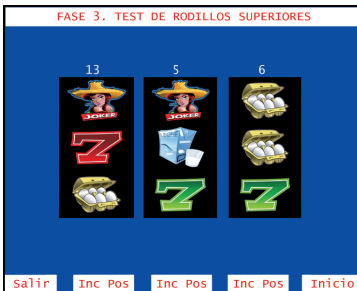 FASE 3. TEST DE RODILLOS SUPERIORES
13 5 6
JOKER JOKER
Salir Inc Pos Inc Pos Inc Pos Inicio